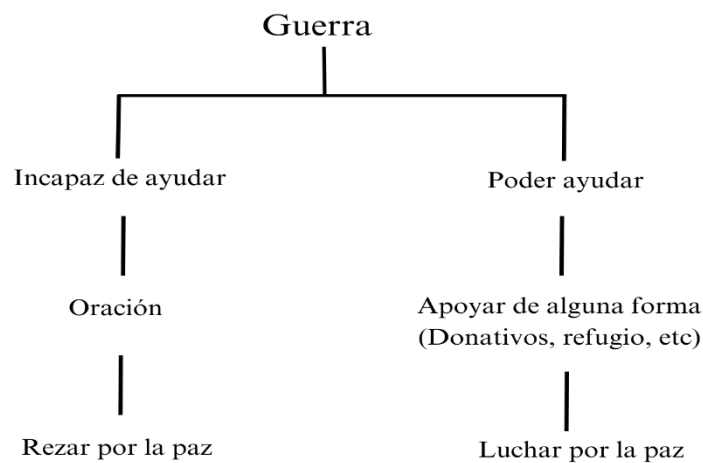 Guerra
Incapaz de ayudar
Poder ayudar
Oración
Apoyar de alguna forma
(Donativos, refugio, etc)
Rezar por la paz
Luchar por la paz